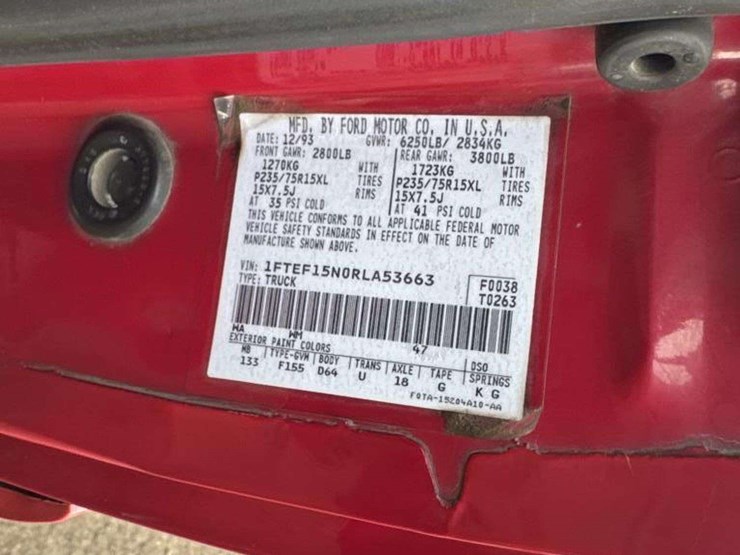 MFD. BY FORD MOTOR CO. IN U.S.A.
DATE: 12/93 GVWR: 6250LB/ 2834KG
FRONT GAWR: 2800LB REAR GAWR: 3800LB
1270KG WITH 1723KG WITH
P235/75R15XL TIRES P235/75R15XL TIRES
15X7.5J RIMS 15X7.5J RIMS
AT 35 PSI COLD AT 41 PSI COLD
THIS VEHICLE CONFORMS TO ALL APPLICABLE FEDERAL MOTOR
VEHICLE SAFETY STANDARDS IN EFFECT ON THE DATE OF
MANUFACTURE SHOWN ABOVE.
VIN: 1FTEF15N0RLA53663 F0038
TYPE: TRUCK T0263
WA WM 47
EXTERIOR PAINT COLORS DSO
WB TYPE-GVW BODY TRANS AXLE TAPE SPRINGS
133 F155 D64 U 18 G K G
F0TA-15204A10-AA